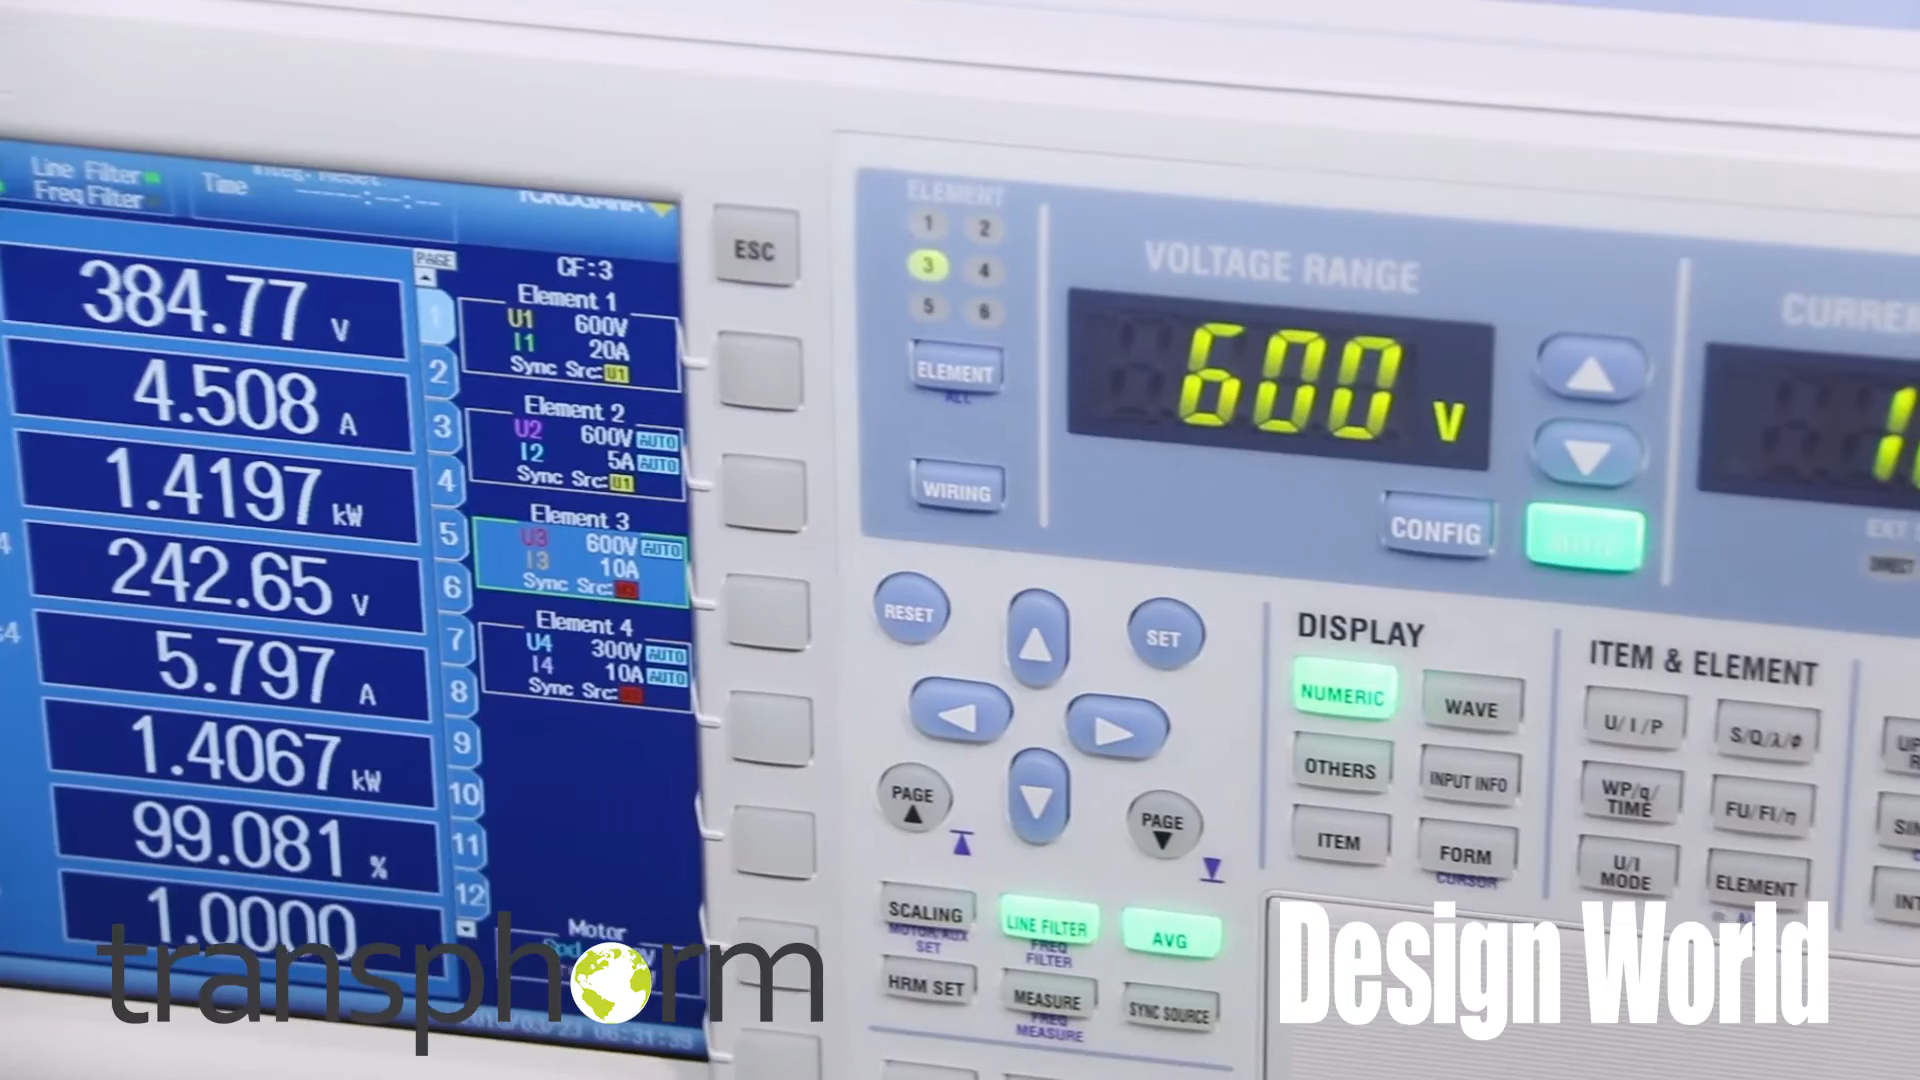 Line Filter
Freq Filter
Time
Integ: Reset
----:--:--
YOKOGAWA
384.77 V
4.508 A
1.4197 kW
242.65 V
5.797 A
1.4067 kW
99.081 %
1.0000
PAGE
1
2
3
4
5
6
7
8
9
10
11
12
CF:3
Element 1
U1 600V
I1 20A
Sync Src:U1
Element 2
U2 600V AUTO
I2 5A AUTO
Sync Src:U1
Element 3
U3 600V AUTO
I3 10A
Sync Src:
Element 4
U4 300V AUTO
I4 10A AUTO
Sync Src:
Motor
ESC
ELEMENT
1 2
3 4
5 6
ELEMENT
ALL
WIRING
VOLTAGE RANGE
600 V
CONFIG
RESET
SET
PAGE
PAGE
SCALING
MOTOR/AUX
SET
LINE FILTER
FREQ
FILTER
AVG
HRM SET
MEASURE
FREQ
MEASURE
SYNC SOURCE
DISPLAY
NUMERIC
WAVE
OTHERS
INPUT INFO
ITEM
FORM
CURSOR
ITEM & ELEMENT
U/I/P
S/Q/λ/Φ
WP/q/
TIME
FU/FI/η
U/I
MODE
ELEMENT
DIRECT
transphorm
Design World